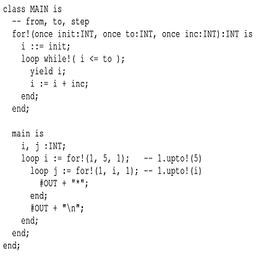 class MAIN is
-- from, to, step
for!(once init:INT, once to:INT, once inc:INT):INT is
i ::= init;
loop while!( i <= to );
yield i;
i := i + inc;
end;
end;
main is
i, j :INT;
loop i := for!(1, 5, 1);   -- 1.upto!(5)
loop j := for!(1, i, 1); -- 1.upto!(i)
#OUT + "*";
end;
#OUT + "\n";
end;
end;
end;